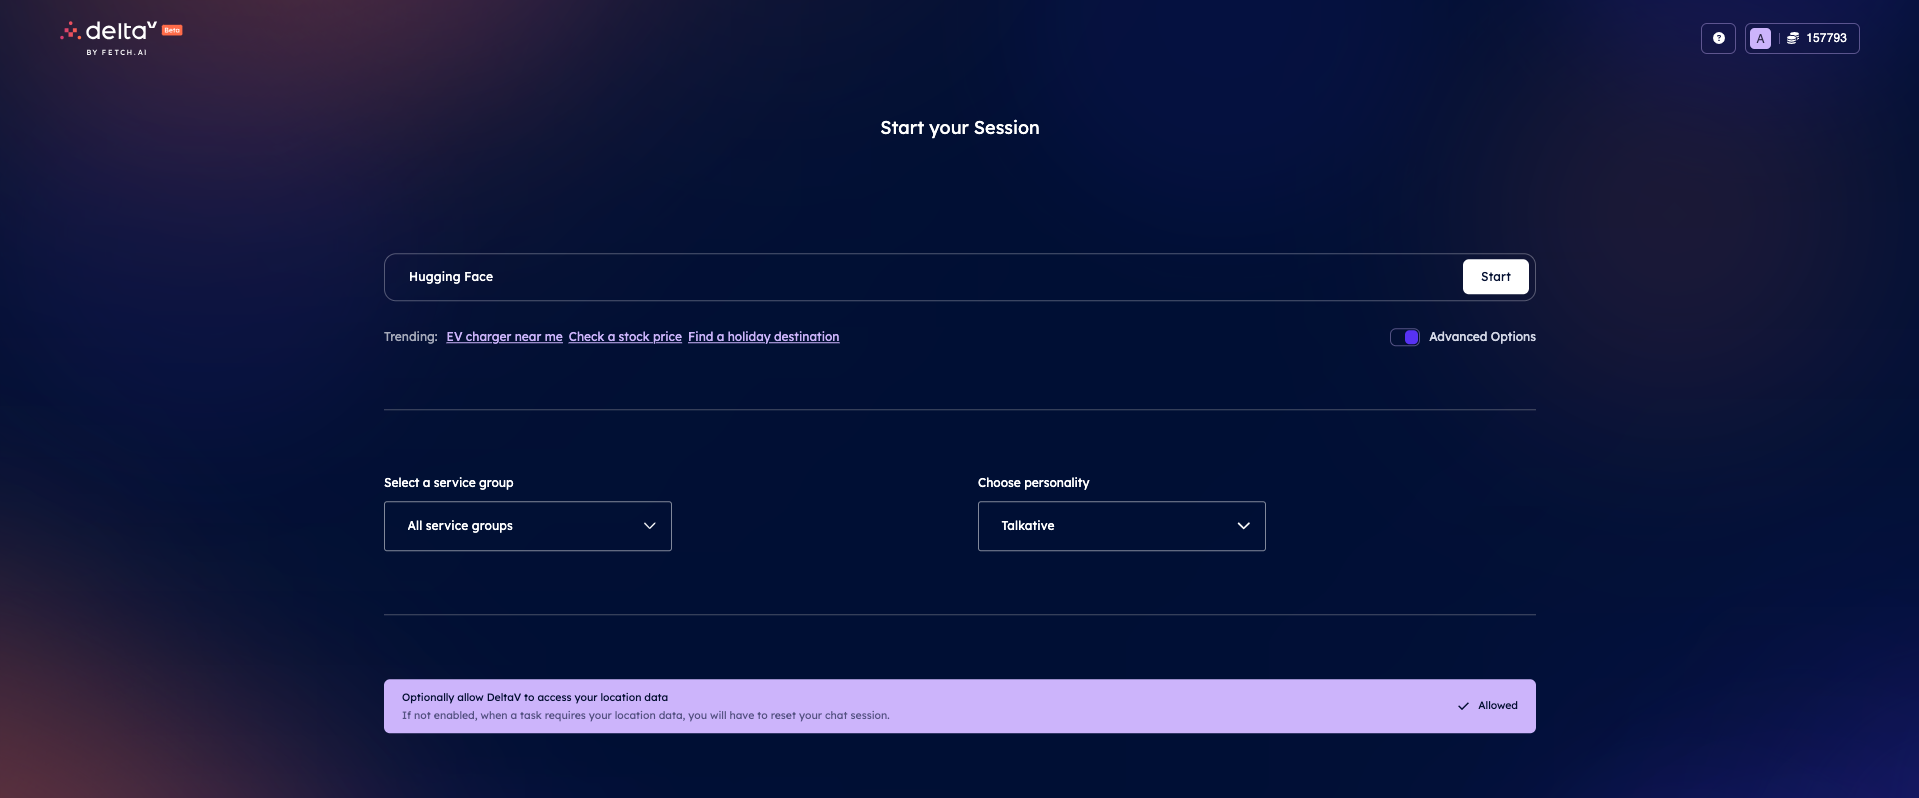 deltaV Beta
BY FETCH.AI
A 157793
Start your Session
Hugging Face
Start
Trending: EV charger near me Check a stock price Find a holiday destination
Advanced Options
Select a service group
Choose personality
All service groups
Talkative
Optionally allow DeltaV to access your location data
If not enabled, when a task requires your location data, you will have to reset your chat session.
Allowed